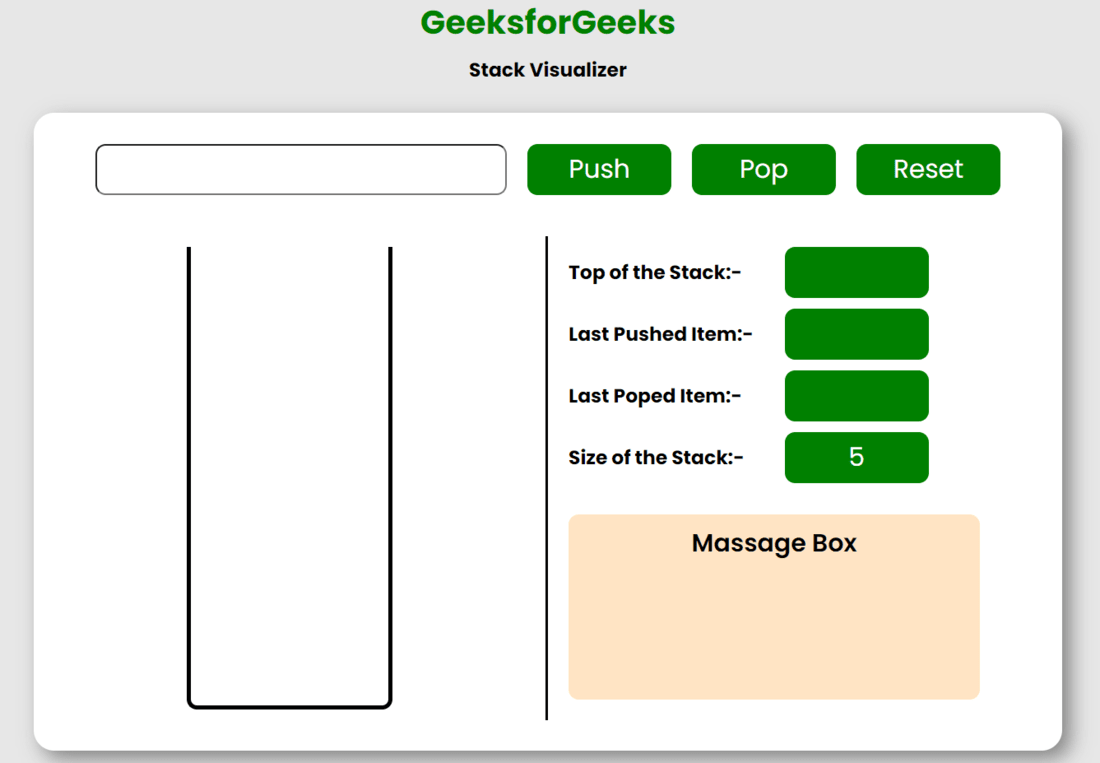 GeeksforGeeks
Stack Visualizer
Push Pop Reset
Top of the Stack:-
Last Pushed Item:-
Last Poped Item:-
Size of the Stack:- 5
Massage Box